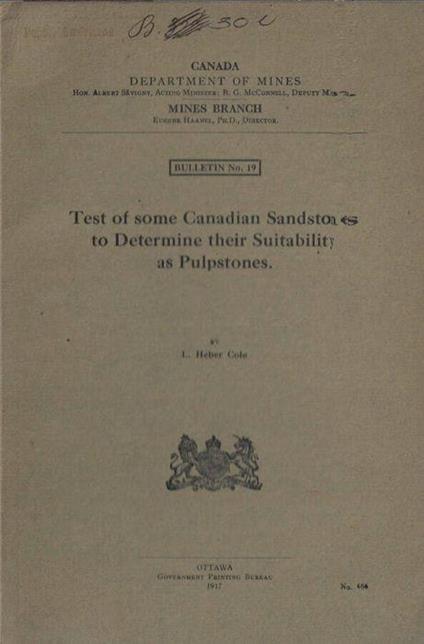 CANADA
DEPARTMENT OF MINES
HON. ALBERT SÉVIGNY, ACTING MINISTER; R. G. MCCONNELL, DEPUTY
MINES BRANCH
EUGENE HAANEL, PH.D., DIRECTOR.
BULLETIN No. 19
Test of some Canadian Sandstones
to Determine their Suitability
as Pulpstones.
BY
L. Heber Cole
OTTAWA
GOVERNMENT PRINTING BUREAU
1917
No.